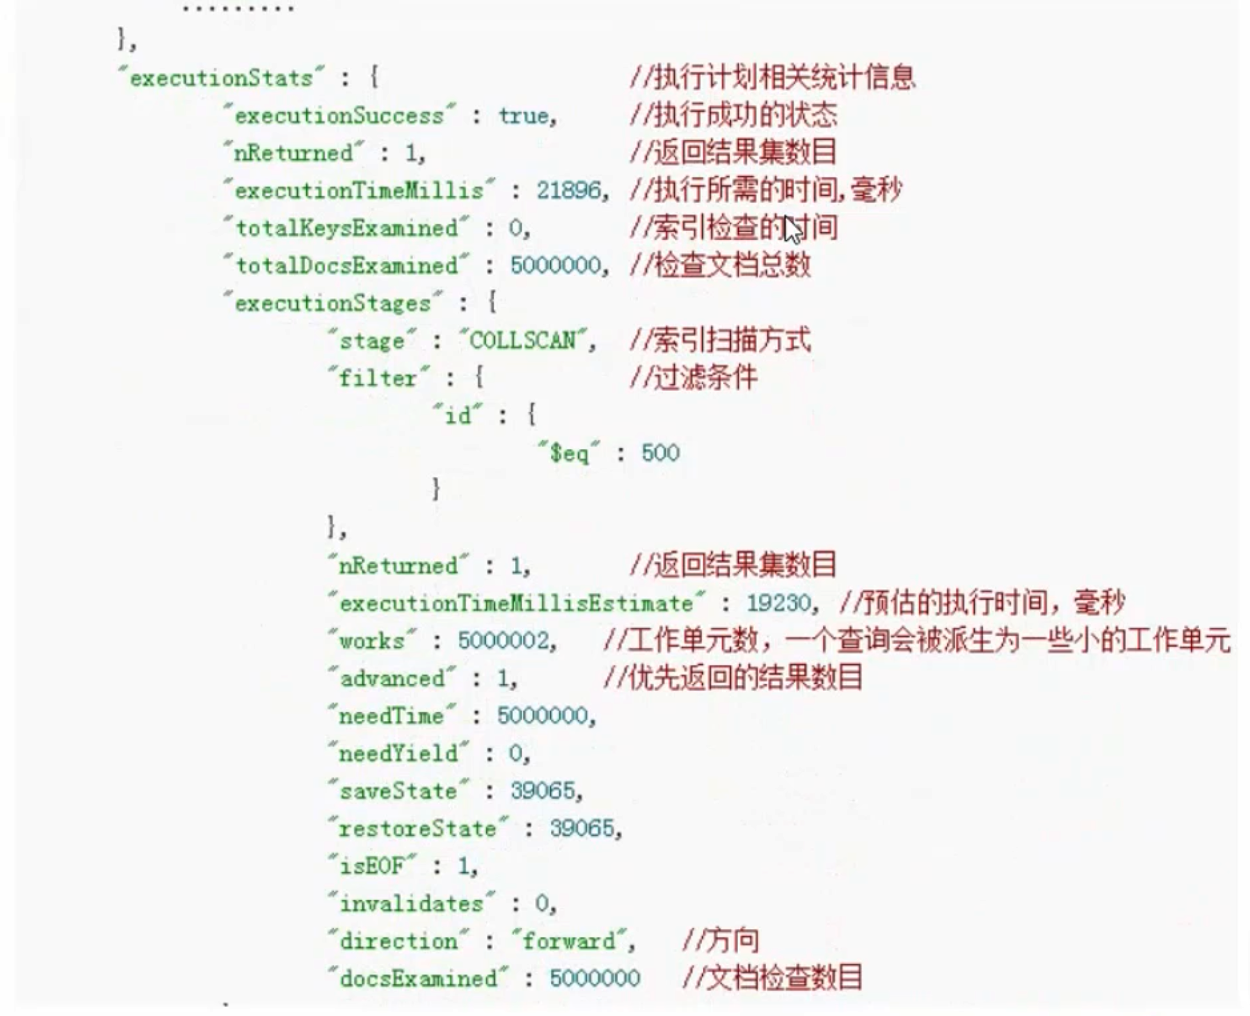 .........
},
"executionStats" : { //执行计划相关统计信息
"executionSuccess" : true, //执行成功的状态
"nReturned" : 1, //返回结果集数目
"executionTimeMillis" : 21896, //执行所需的时间,毫秒
"totalKeysExamined" : 0, //索引检查的时间
"totalDocsExamined" : 5000000, //检查文档总数
"executionStages" : {
"stage" : "COLLSCAN", //索引扫描方式
"filter" : { //过滤条件
"id" : {
"$eq" : 500
}
},
"nReturned" : 1, //返回结果集数目
"executionTimeMillisEstimate" : 19230, //预估的执行时间，毫秒
"works" : 5000002, //工作单元数，一个查询会被派生为一些小的工作单元
"advanced" : 1, //优先返回的结果数目
"needTime" : 5000000,
"needYield" : 0,
"saveState" : 39065,
"restoreState" : 39065,
"isEOF" : 1,
"invalidates" : 0,
"direction" : "forward", //方向
"docsExamined" : 5000000 //文档检查数目